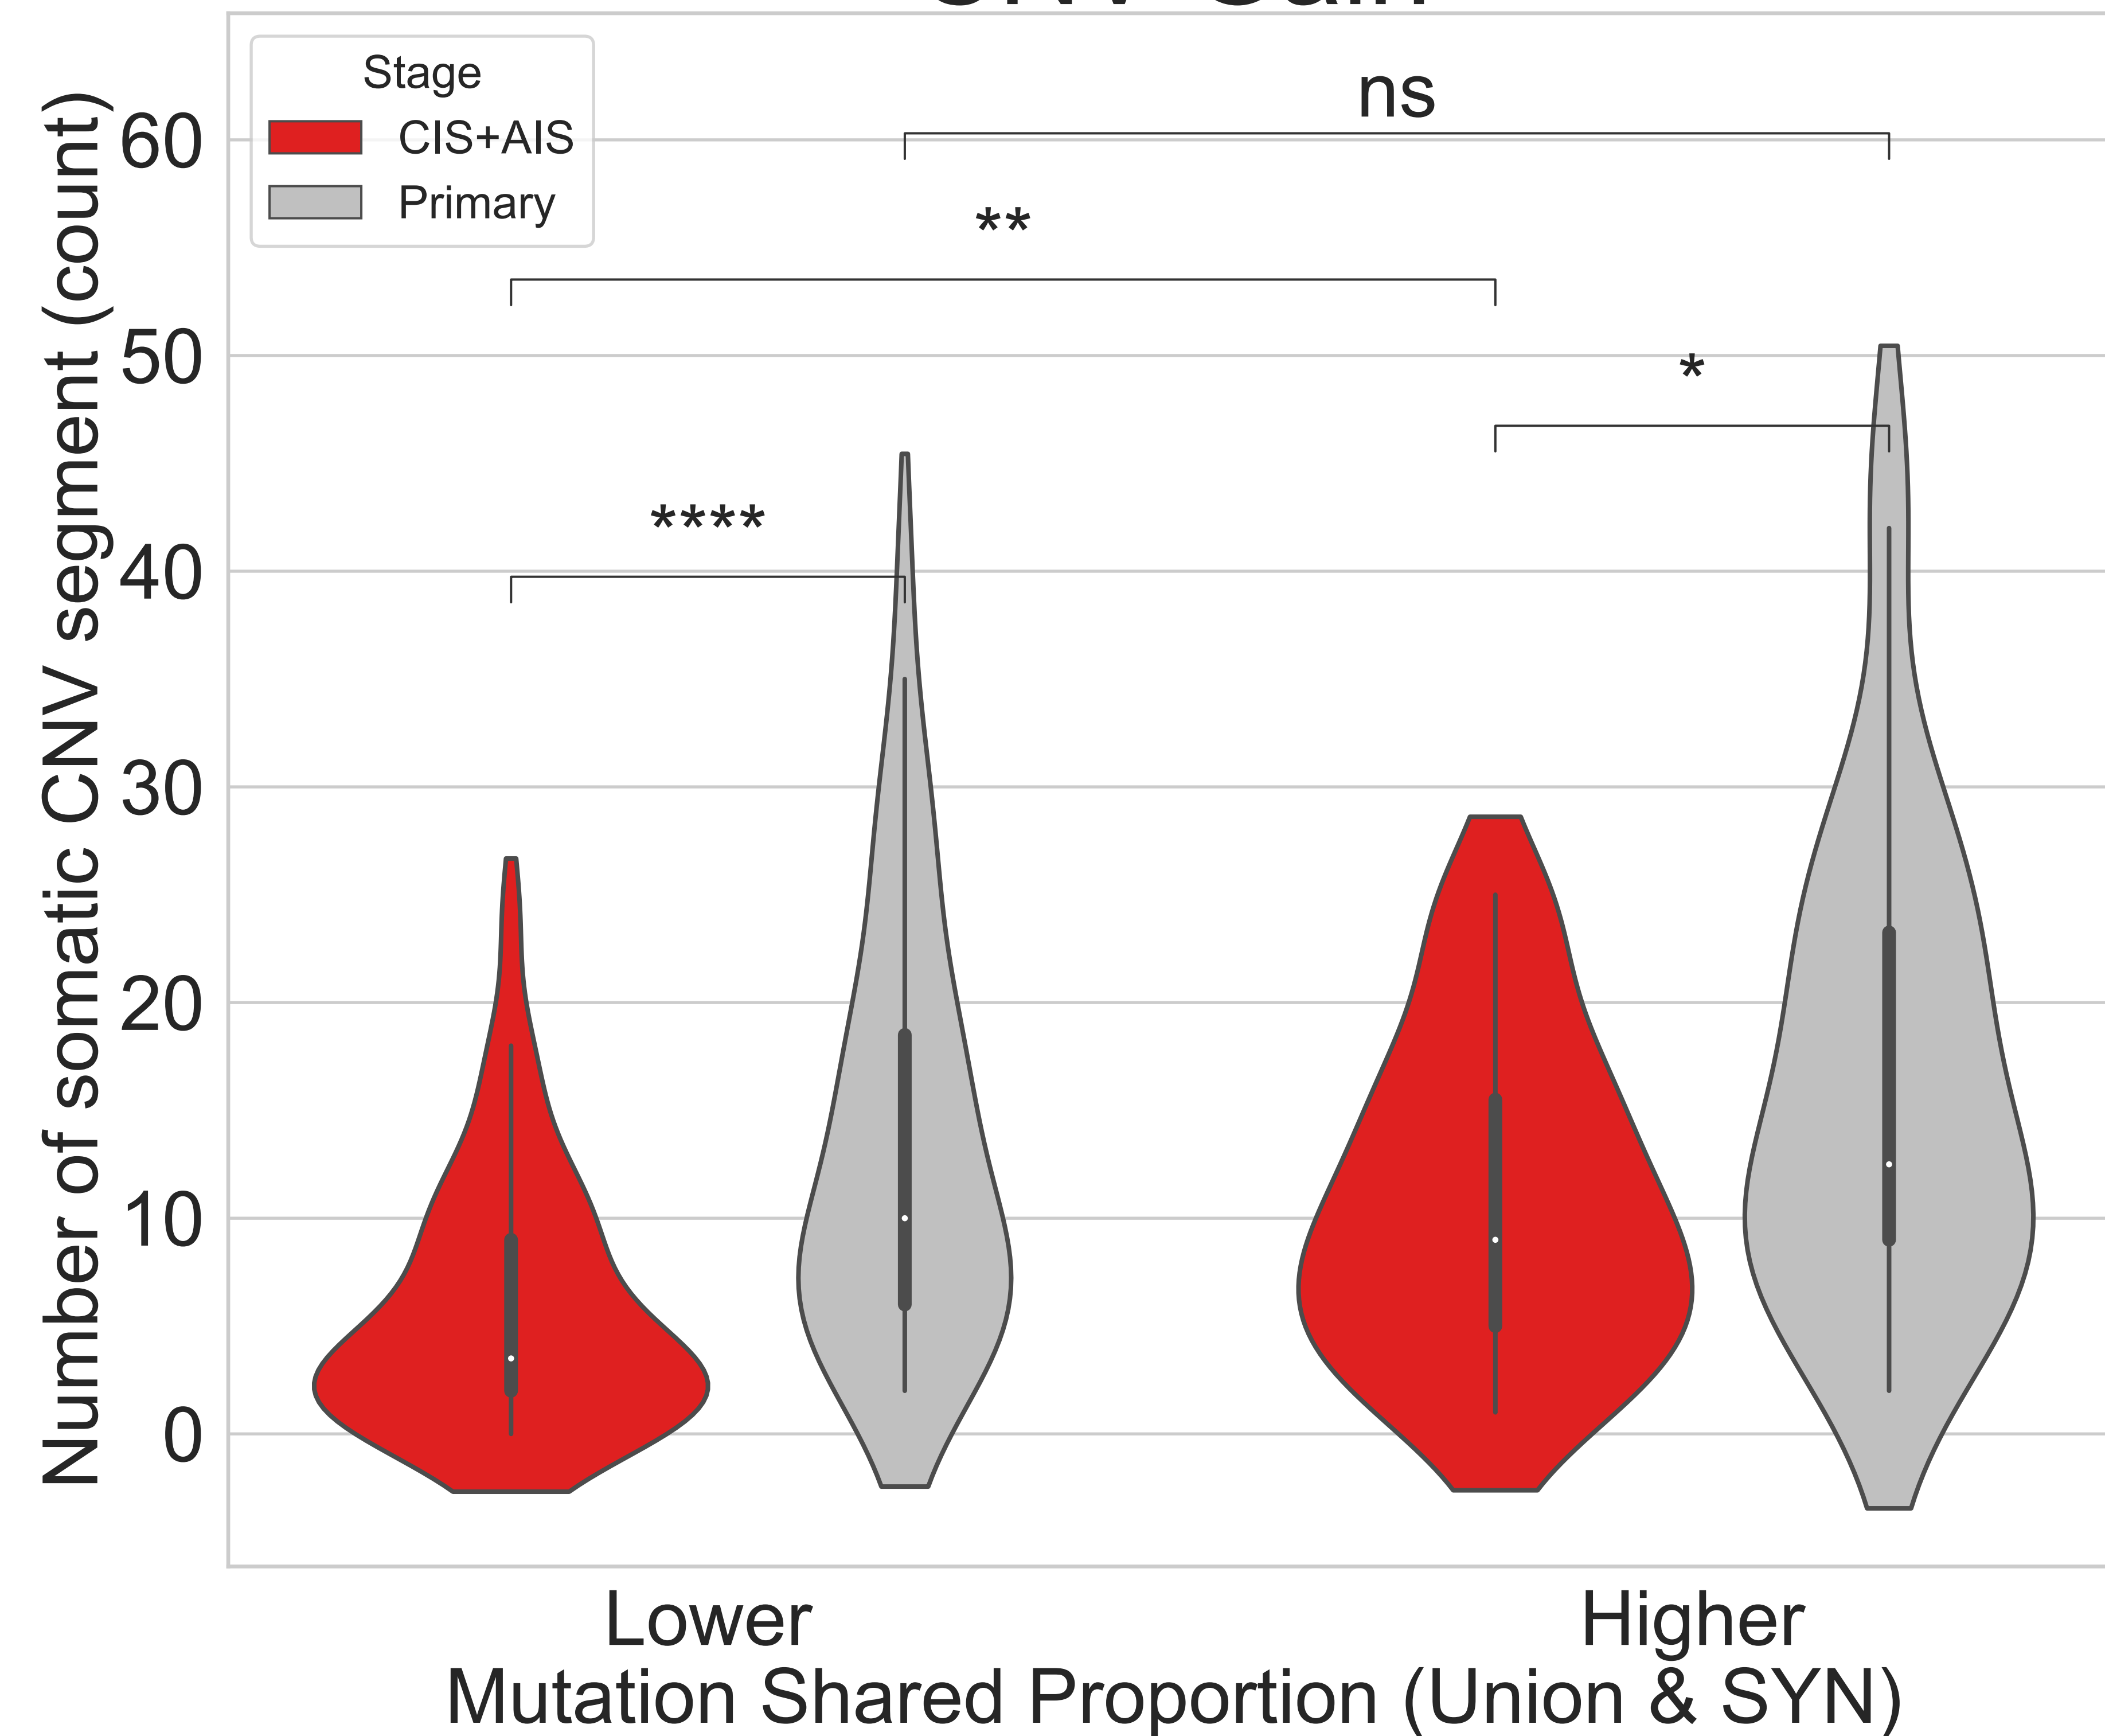 Stage
CIS+AIS
Primary
ns
**
*
****
Number of somatic CNV segment (count)
60
50
40
30
20
10
0
Lower
Higher
Mutation Shared Proportion (Union & SYN)